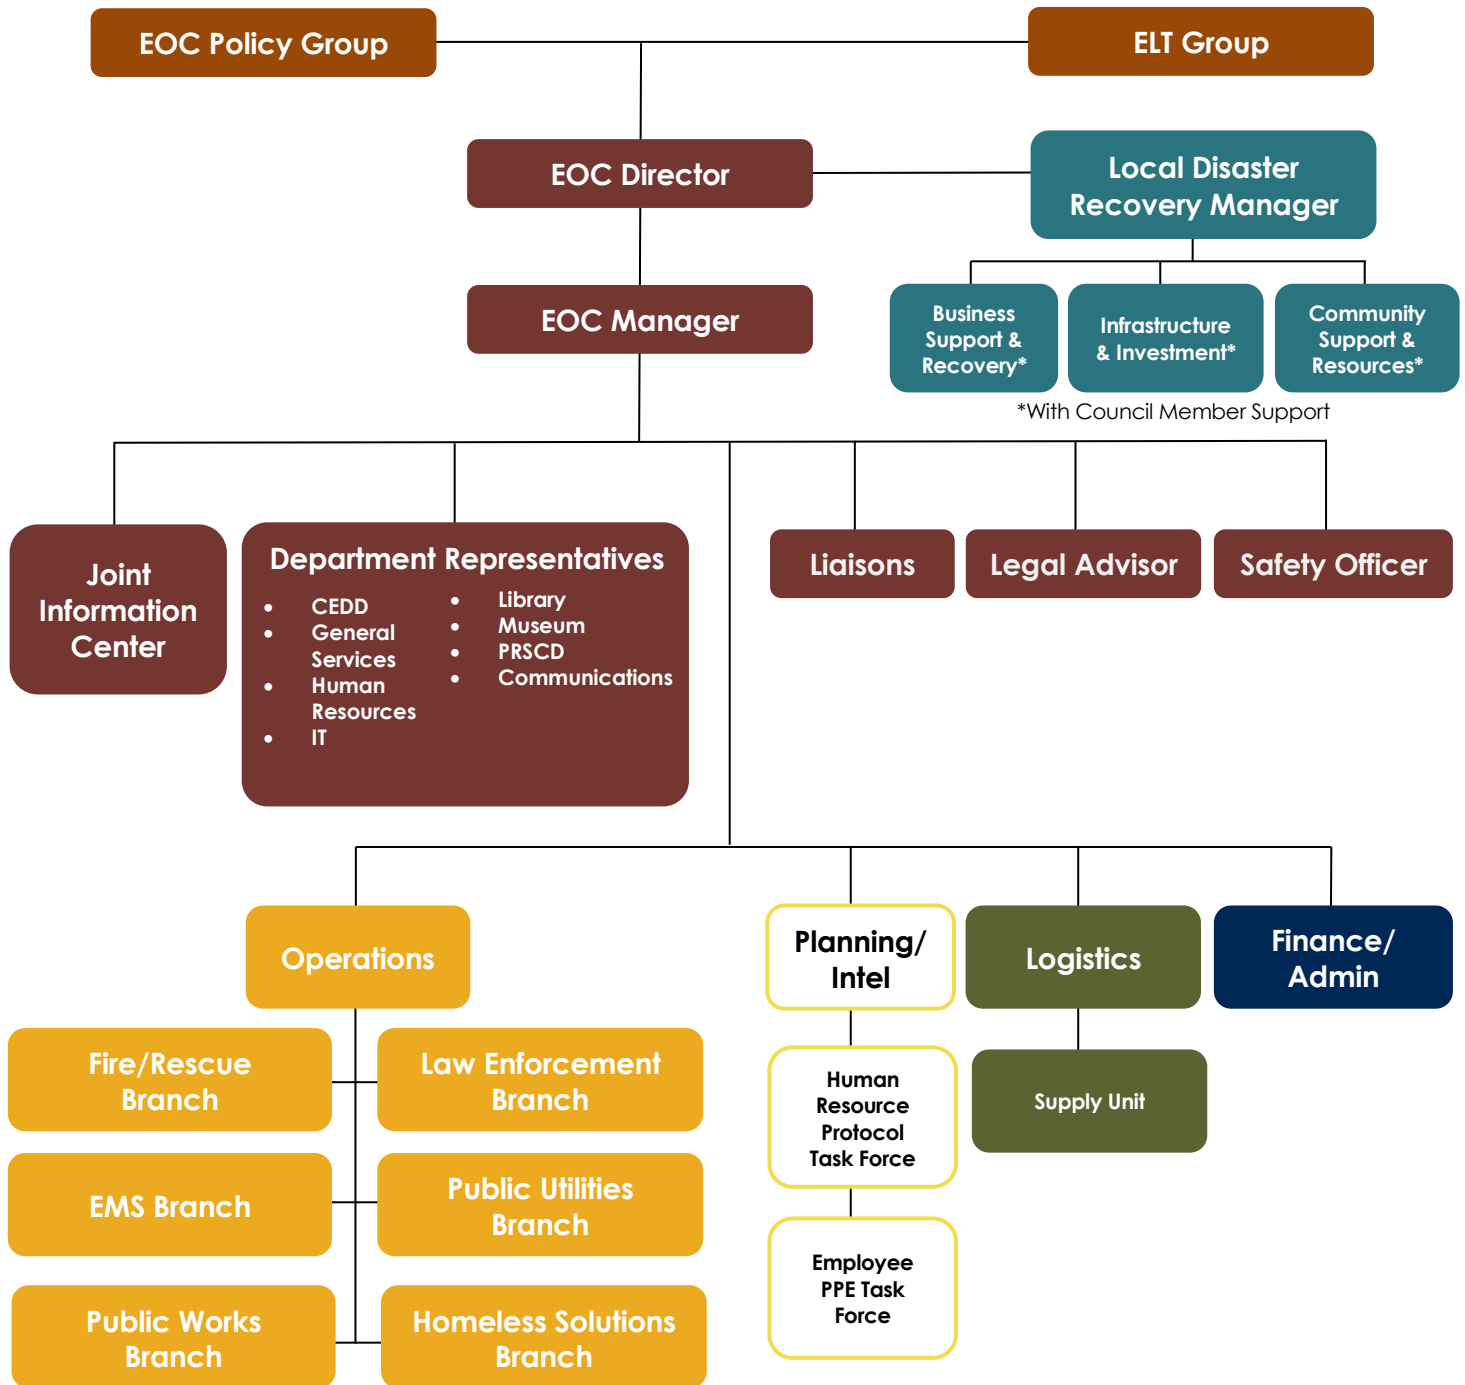 EOC Policy Group
ELT Group
EOC Director
Local Disaster
Recovery Manager
EOC Manager
Business
Support &
Recovery*
Infrastructure
& Investment*
Community
Support &
Resources*
*With Council Member Support
Joint
Information
Center
Department Representatives
• CEDD
• General
Services
• Human
Resources
• IT
• Library
• Museum
• PRSCD
• Communications
Liaisons
Legal Advisor
Safety Officer
Operations
Planning/
Intel
Logistics
Finance/
Admin
Fire/Rescue
Branch
Law Enforcement
Branch
EMS Branch
Public Utilities
Branch
Public Works
Branch
Homeless Solutions
Branch
Human
Resource
Protocol
Task Force
Supply Unit
Employee
PPE Task
Force